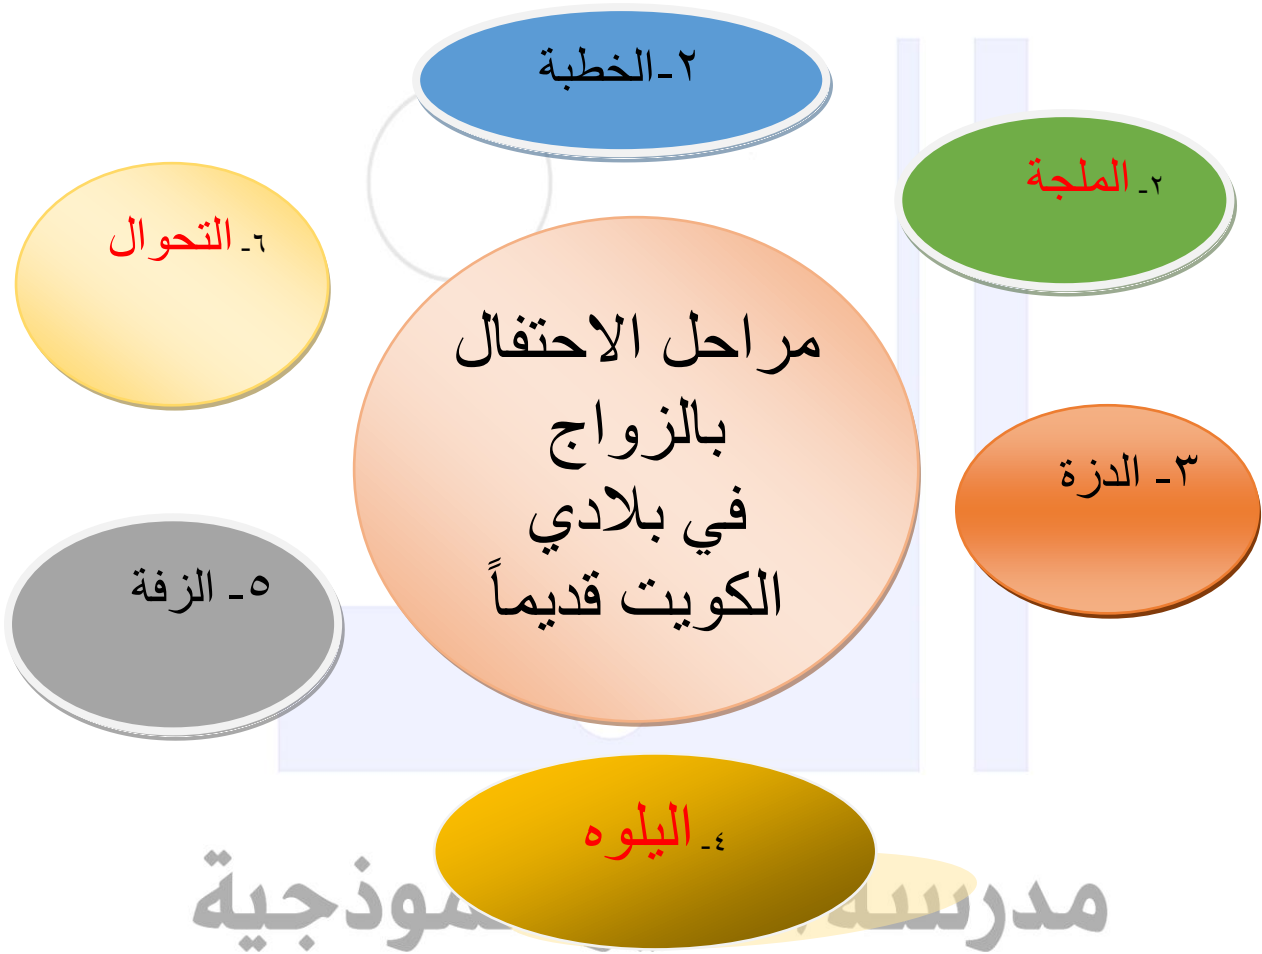 ٢-الخطبة
٢- الملجة
٣- الدزة
٤- اليلوه
٥- الزفة
٦- التحوال
مراحل الاحتفال
بالزواج
في بلادي
الكويت قديماً
مدرسة